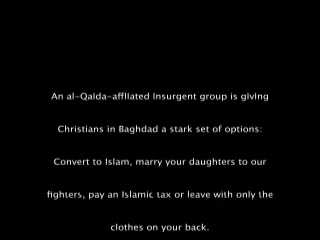 An al-Qaida-affiliated insurgent group is giving
Christians in Baghdad a stark set of options:
Convert to Islam, marry your daughters to our
fighters, pay an Islamic tax or leave with only the
clothes on your back.